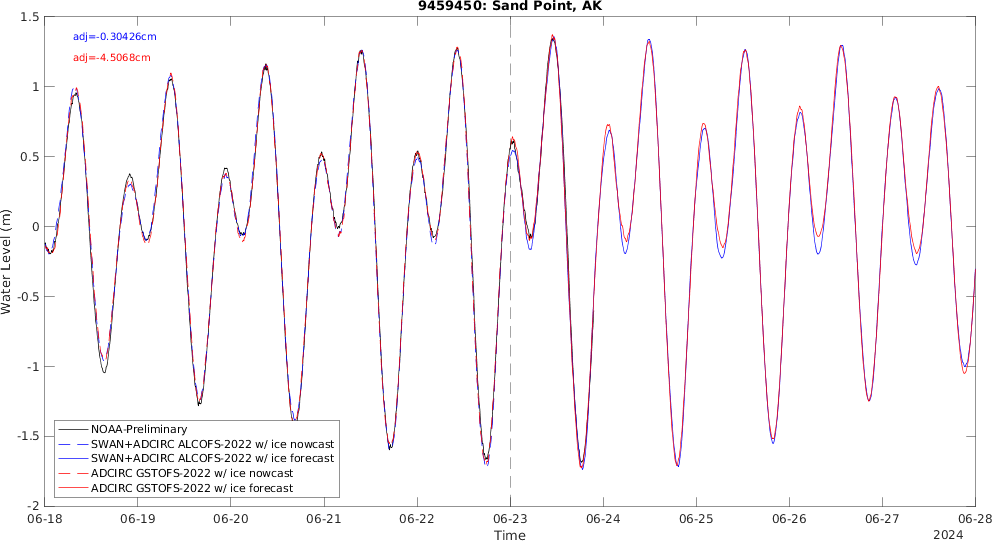 9459450: Sand Point, AK
adj=-0.30426cm
adj=-4.5068cm
Water Level (m)
1.5
1
0.5
0
-0.5
-1
-1.5
-2
NOAA-Preliminary
SWAN+ADCIRC ALCOFS-2022 w/ ice nowcast
SWAN+ADCIRC ALCOFS-2022 w/ ice forecast
ADCIRC GSTOFS-2022 w/ ice nowcast
ADCIRC GSTOFS-2022 w/ ice forecast
06-18 06-19 06-20 06-21 06-22 06-23 06-24 06-25 06-26 06-27 06-28
Time
2024